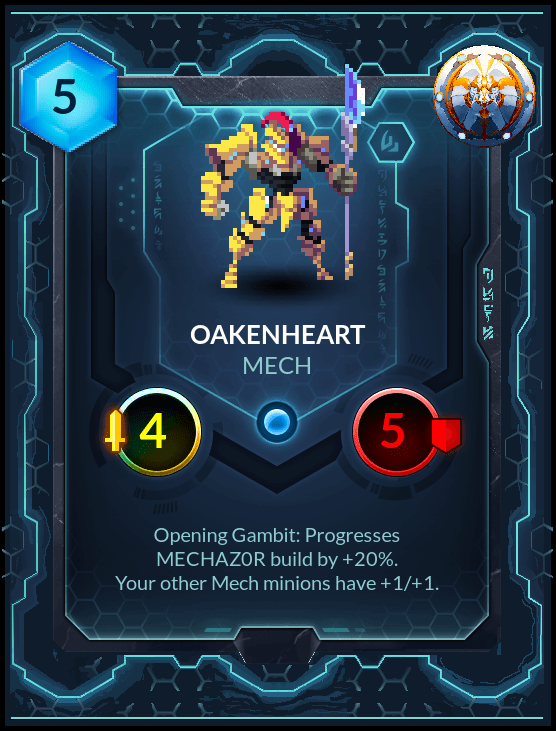 5
OAKENHEART
MECH
4
5
Opening Gambit: Progresses
MECHAZ0R build by +20%.
Your other Mech minions have +1/+1.